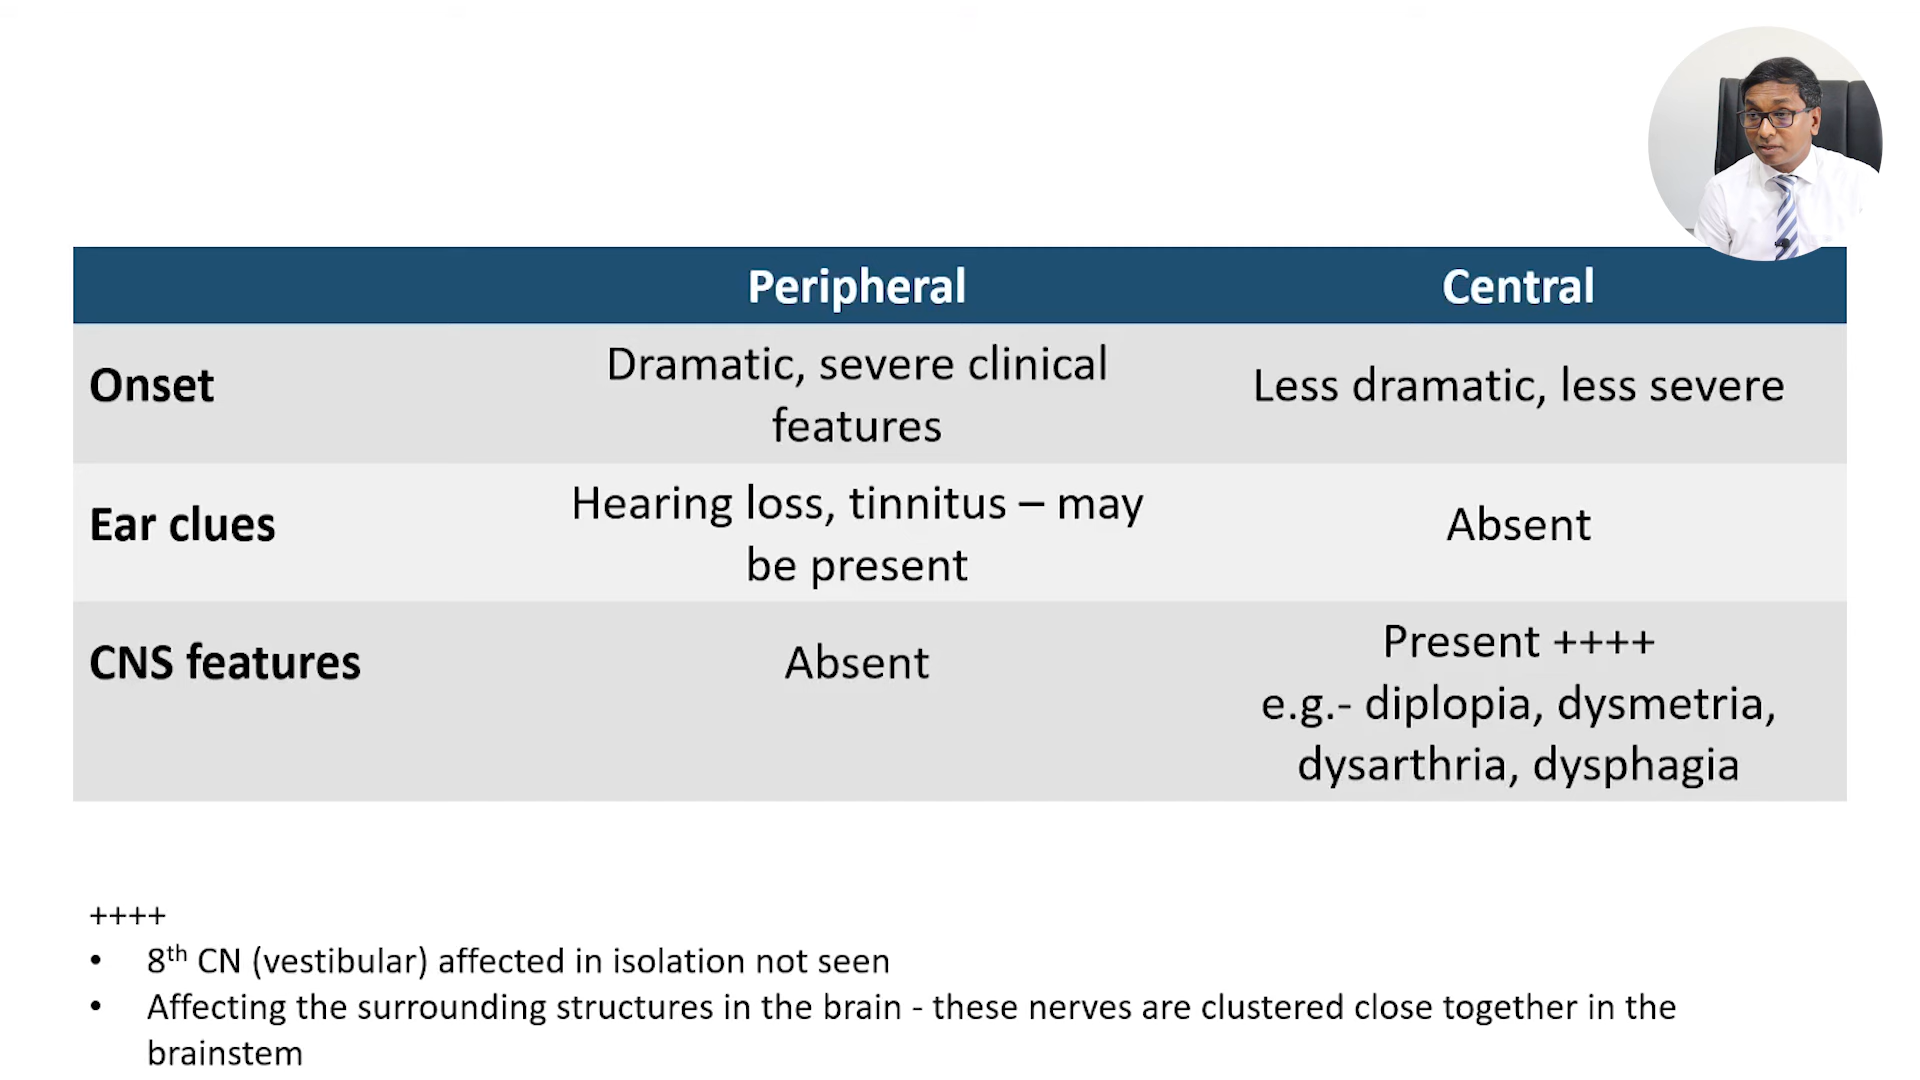 Peripheral Central
Onset
Dramatic, severe clinical
features
Less dramatic, less severe
Ear clues
Hearing loss, tinnitus – may
be present
Absent
CNS features
Absent
Present ++++
e.g.- diplopia, dysmetria,
dysarthria, dysphagia
++++
• 8th CN (vestibular) affected in isolation not seen
• Affecting the surrounding structures in the brain - these nerves are clustered close together in the
brainstem